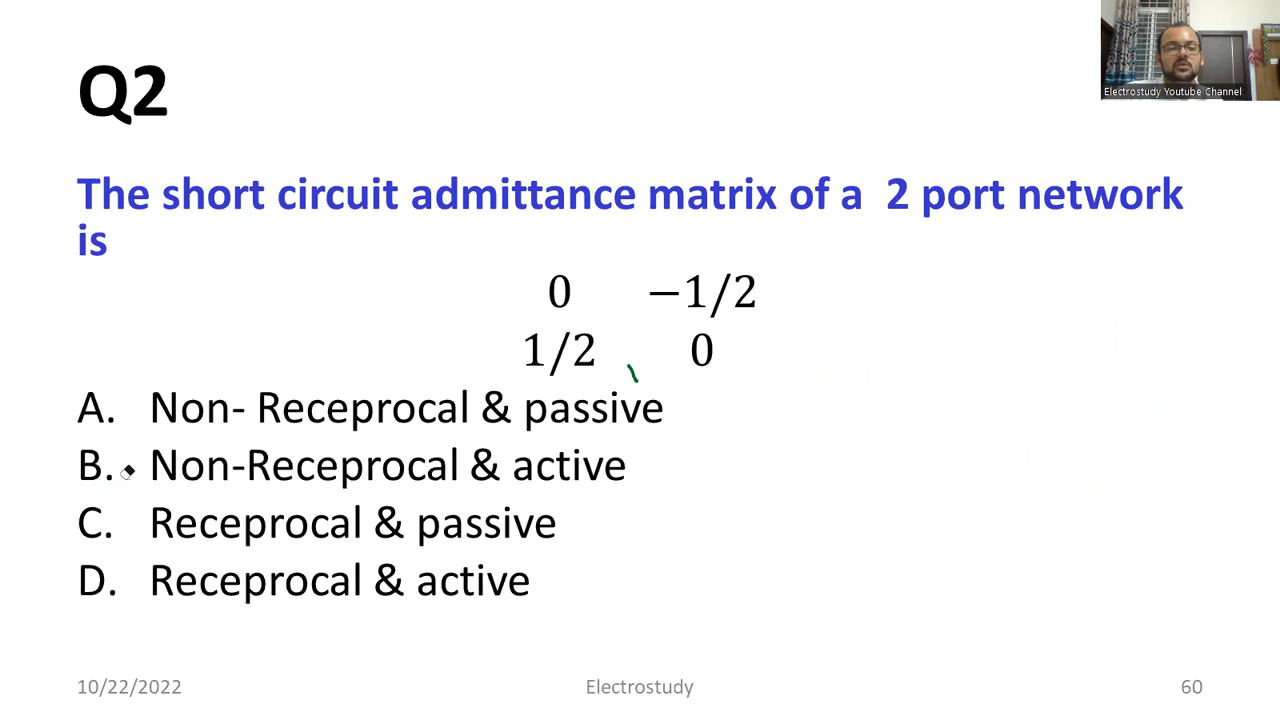 Electrostudy Youtube Channel
Q2
The short circuit admittance matrix of a 2 port network
is
0 −1/2
1/2 0
A. Non- Receprocal & passive
B. Non-Receprocal & active
C. Receprocal & passive
D. Receprocal & active
10/22/2022 Electrostudy 60